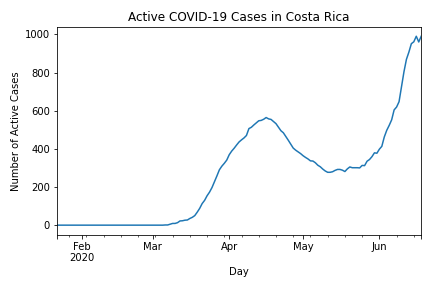 Active COVID-19 Cases in Costa Rica
1000
800
600
400
200
0
Number of Active Cases
Feb Mar Apr May Jun
2020
Day